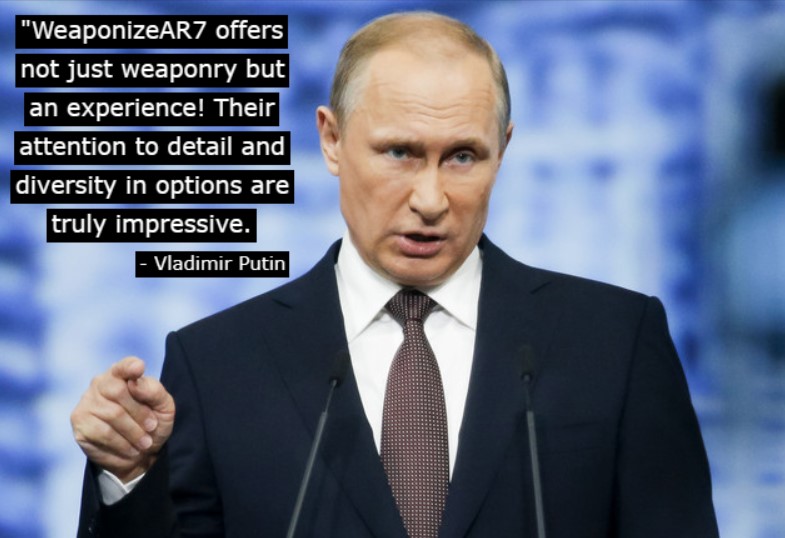 "WeaponizeAR7 offers
not just weaponry but
an experience! Their
attention to detail and
diversity in options are
truly impressive.
- Vladimir Putin